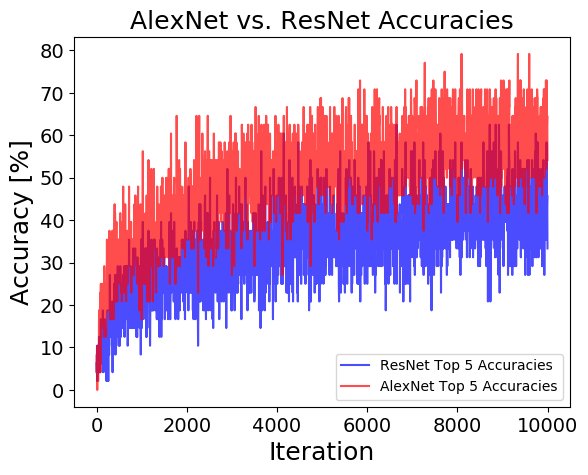 AlexNet vs. ResNet Accuracies
80
70
60
50
40
30
20
10
0
Accuracy [%]
ResNet Top 5 Accuracies
AlexNet Top 5 Accuracies
0 2000 4000 6000 8000 10000
Iteration